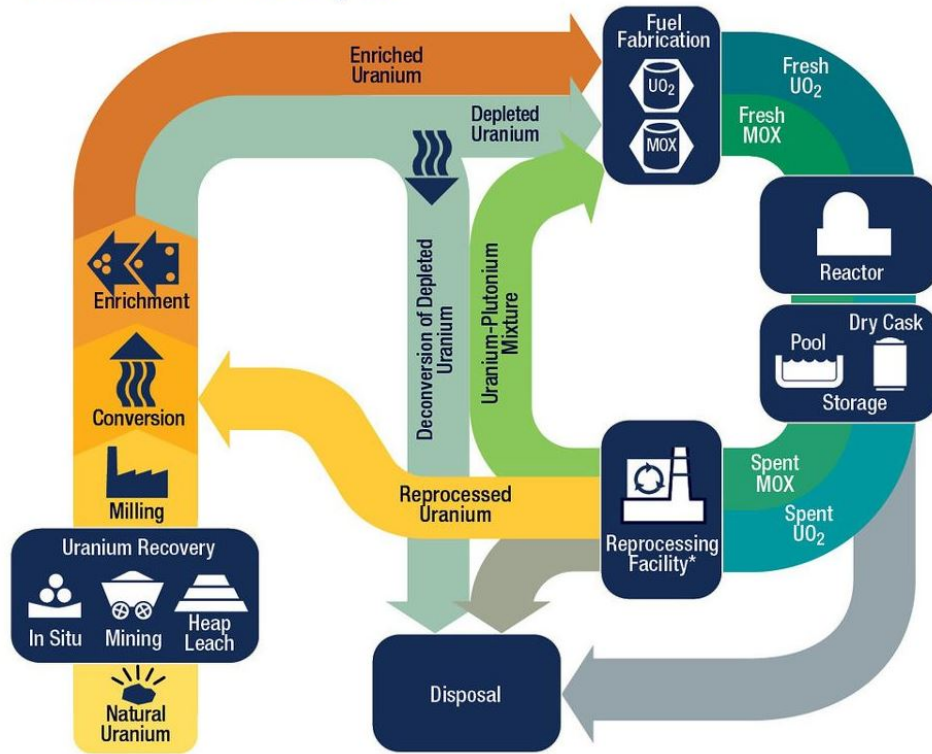 Fuel
Fabrication
UO₂
MOX
Enriched
Uranium
Depleted
Uranium
Fresh
UO₂
Fresh
MOX
Reactor
Dry Cask
Pool
Storage
Enrichment
Conversion
Milling
Deconversion of Depleted
Uranium
Uranium-Plutonium
Mixture
Reprocessed
Uranium
Reprocessing
Facility*
Spent
MOX
Spent
UO₂
Uranium Recovery
In Situ
Mining
Heap
Leach
Natural
Uranium
Disposal